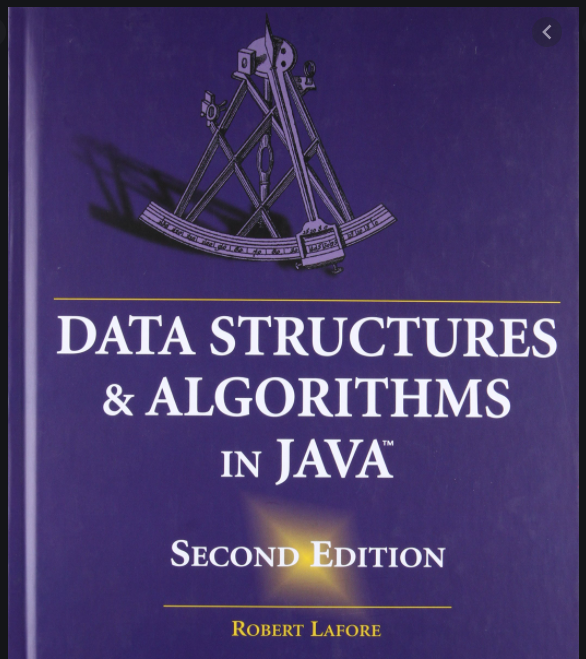 DATA STRUCTURES
& ALGORITHMS
IN JAVA™
SECOND EDITION
ROBERT LAFORE